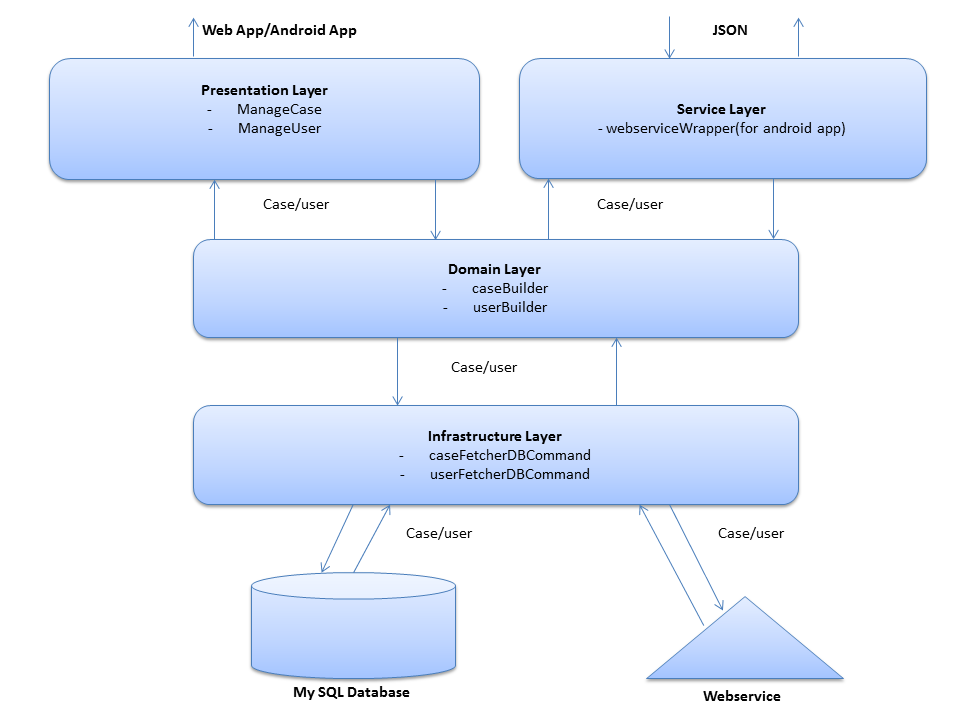 Web App/Android App
JSON
Presentation Layer
- ManageCase
- ManageUser
Service Layer
- webserviceWrapper(for android app)
Case/user
Case/user
Domain Layer
- caseBuilder
- userBuilder
Case/user
Infrastructure Layer
- caseFetcherDBCommand
- userFetcherDBCommand
Case/user
Case/user
My SQL Database
Webservice